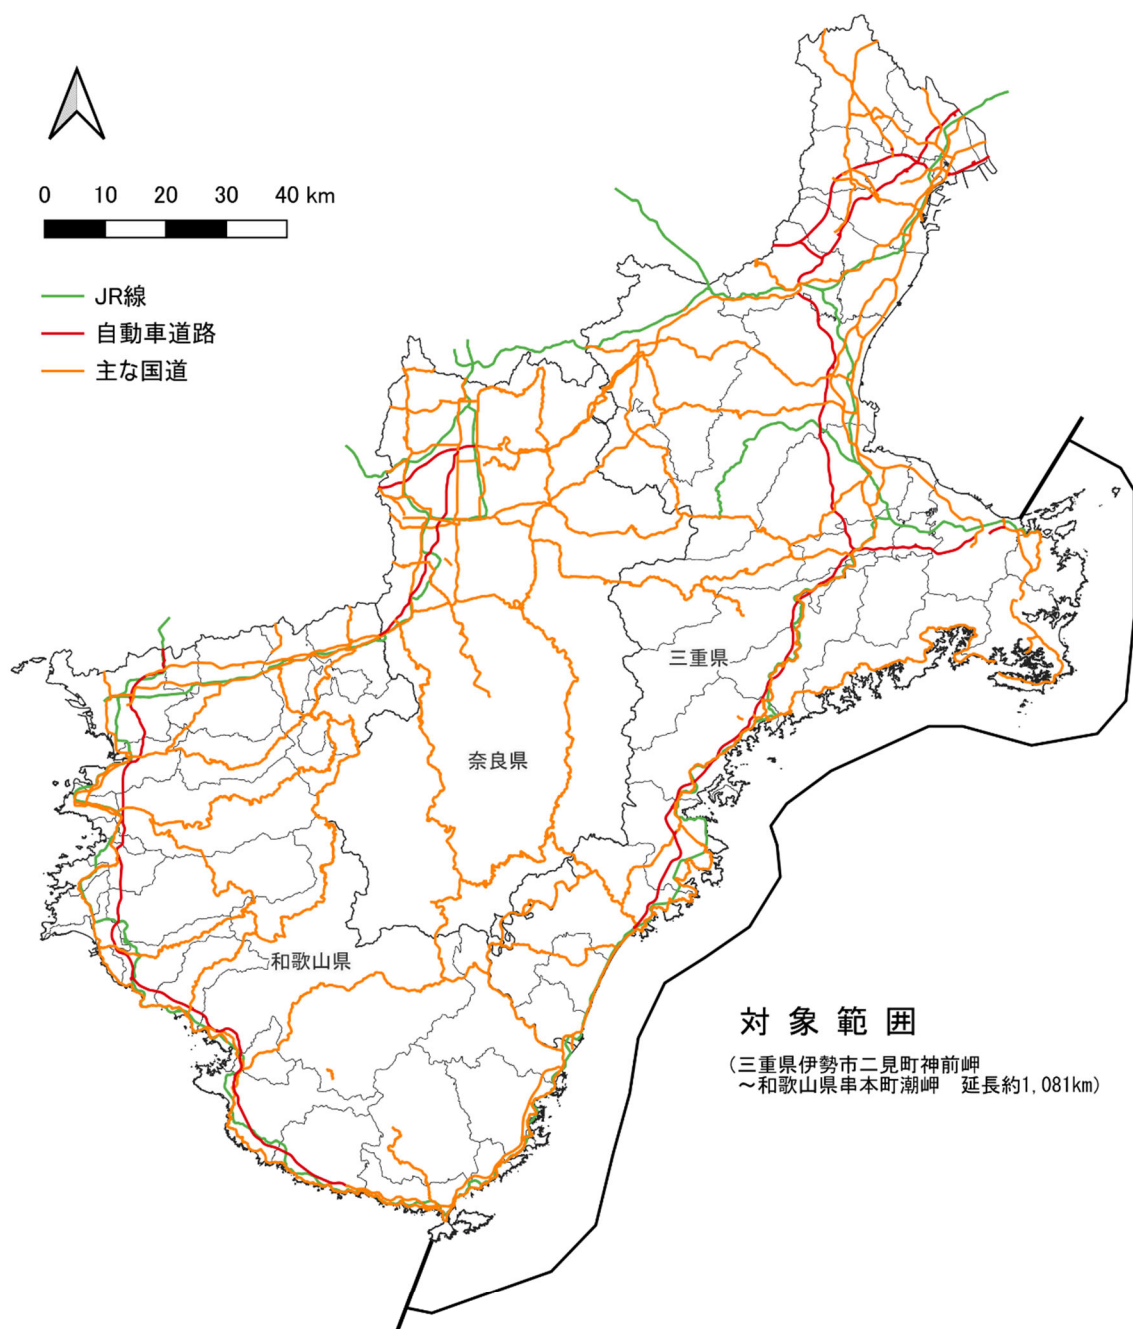 0 10 20 30 40 km
JR線
自動車道路
主な国道
三重県
奈良県
和歌山県
対象範囲
(三重県伊勢市二見町神前岬
～和歌山県串本町潮岬 延長約1,081km)